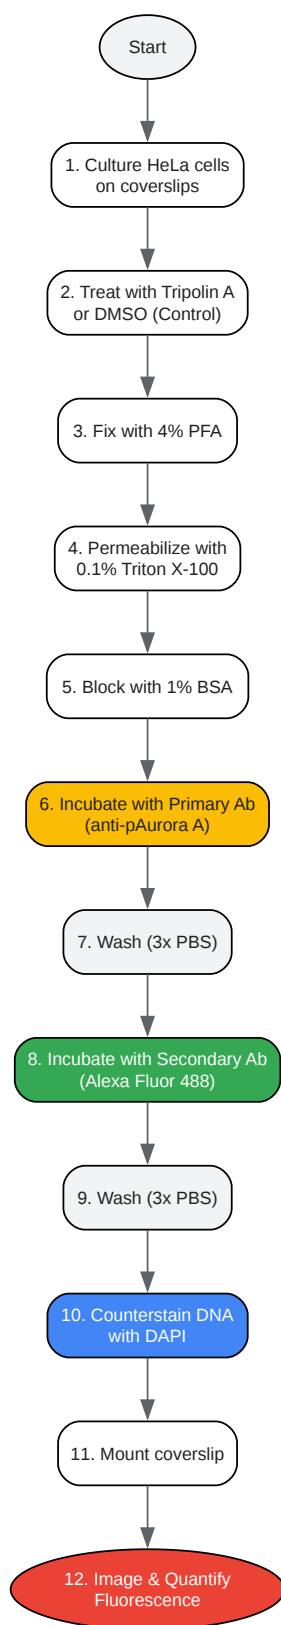 Start
1. Culture HeLa cells
on coverslips
2. Treat with Tripolin A
or DMSO (Control)
3. Fix with 4% PFA
4. Permeabilize with
0.1% Triton X-100
5. Block with 1% BSA
6. Incubate with Primary Ab
(anti-pAurora A)
7. Wash (3x PBS)
8. Incubate with Secondary Ab
(Alexa Fluor 488)
9. Wash (3x PBS)
10. Counterstain DNA
with DAPI
11. Mount coverslip
12. Image & Quantify
Fluorescence